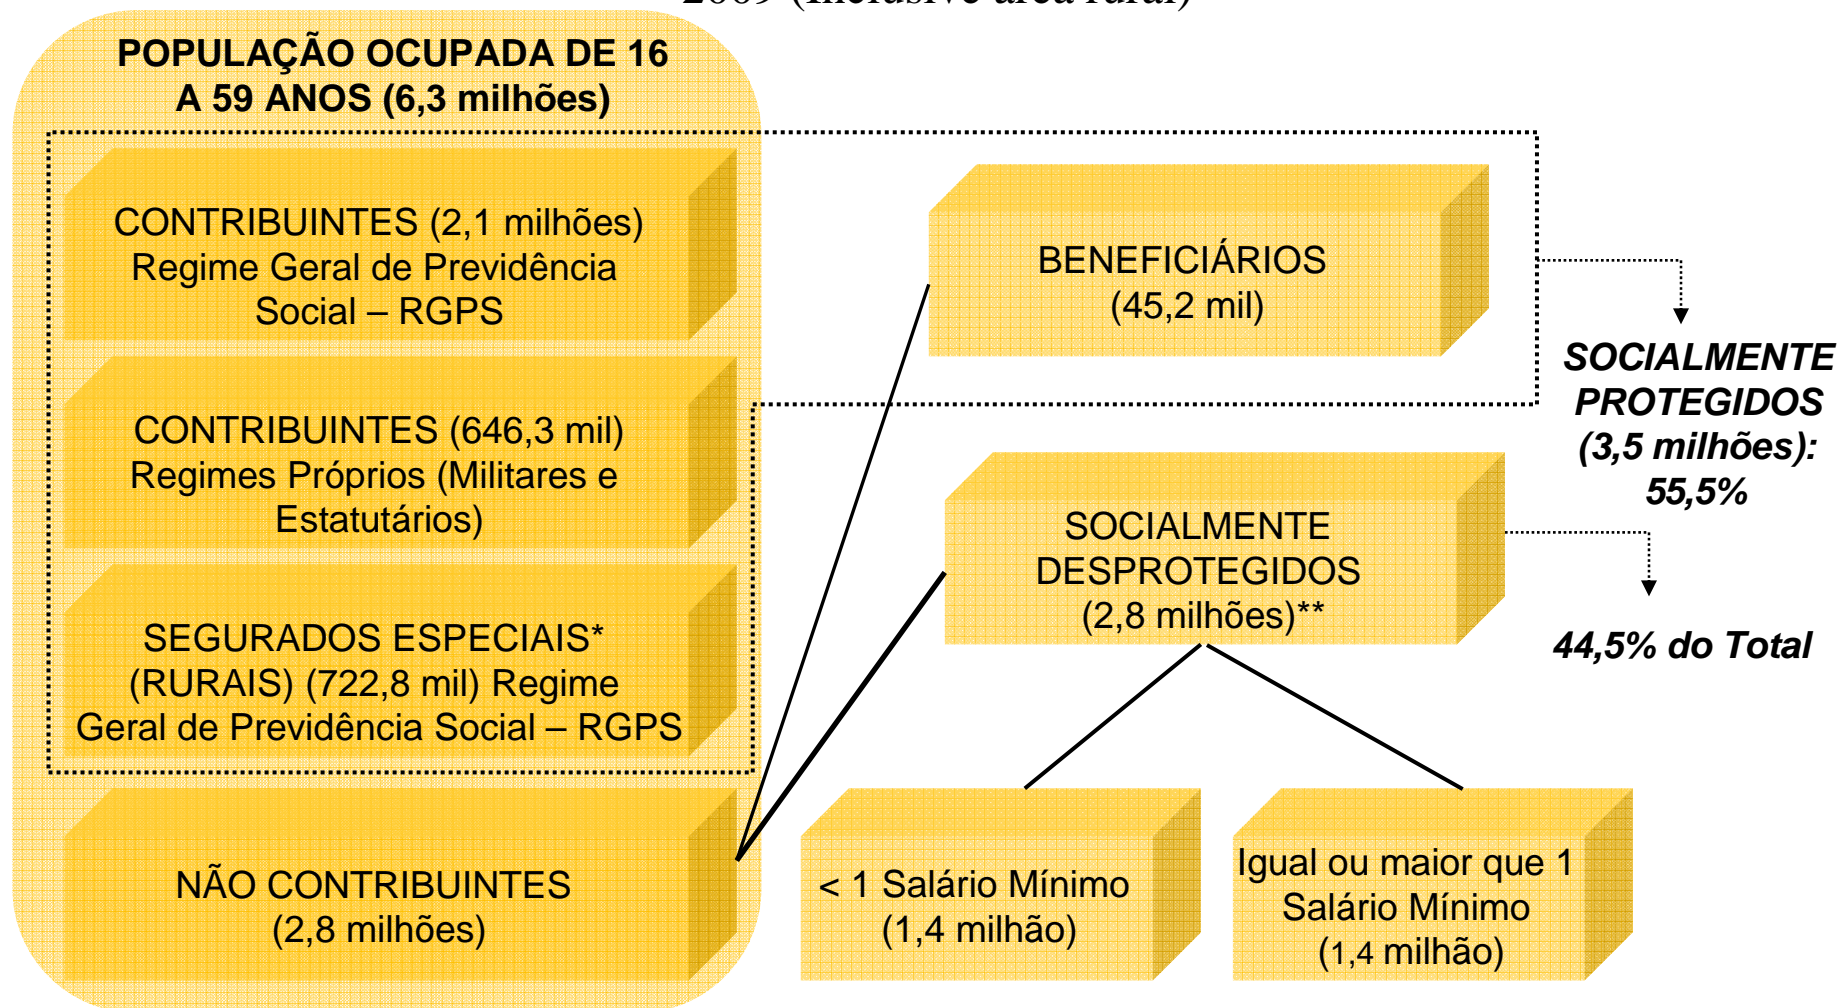 2009 (Inclusive área rural)
POPULAÇÃO OCUPADA DE 16
A 59 ANOS (6,3 milhões)
CONTRIBUINTES (2,1 milhões)
Regime Geral de Previdência
Social – RGPS
CONTRIBUINTES (646,3 mil)
Regimes Próprios (Militares e
Estatutários)
SEGURADOS ESPECIAIS*
(RURAIS) (722,8 mil) Regime
Geral de Previdência Social – RGPS
NÃO CONTRIBUINTES
(2,8 milhões)
BENEFICIÁRIOS
(45,2 mil)
SOCIALMENTE
PROTEGIDOS
(3,5 milhões):
55,5%
SOCIALMENTE
DESPROTEGIDOS
(2,8 milhões)**
44,5% do Total
< 1 Salário Mínimo
(1,4 milhão)
Igual ou maior que 1
Salário Mínimo
(1,4 milhão)